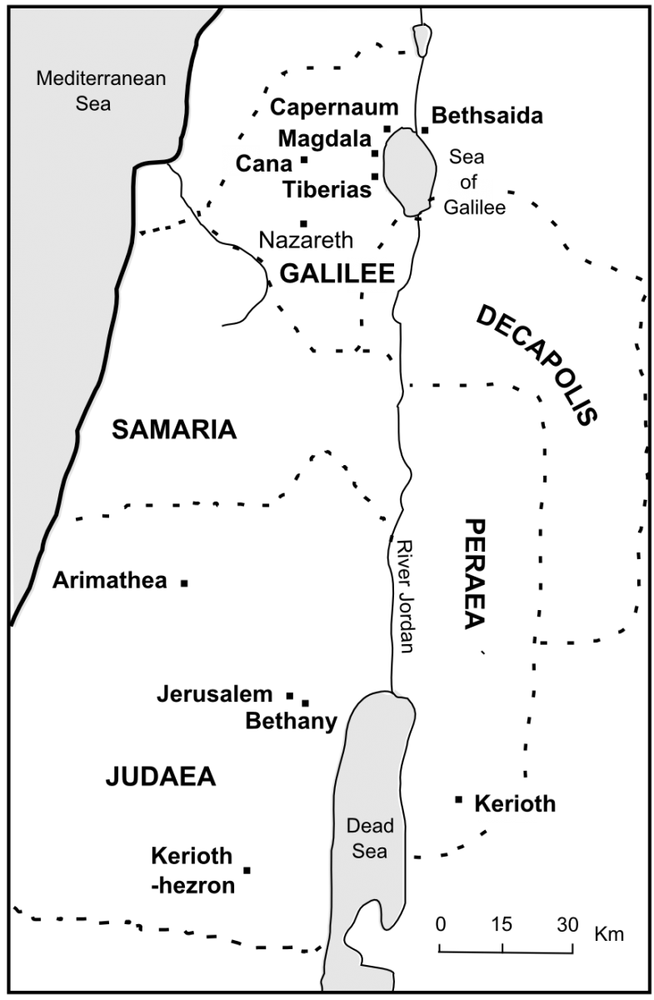 Mediterranean
Sea
Capernaum
Bethsaida
Magdala
Cana
Sea
of
Galilee
Tiberias
Nazareth
GALILEE
DECAPOLIS
SAMARIA
PERAEA
River Jordan
Arimathea
Jerusalem
Bethany
JUDAEA
Kerioth
Dead
Sea
Kerioth
-hezron
0 15 30 Km